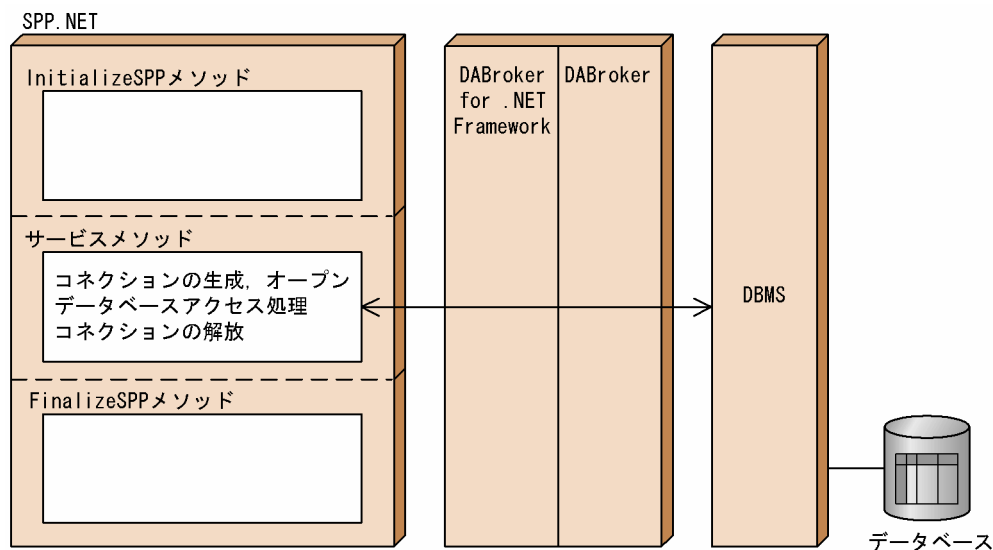 SPP.NET
InitializeSPPメソッド
サービスメソッド
コネクションの生成，オープン
データベースアクセス処理
コネクションの解放
FinalizeSPPメソッド
DABroker
for .NET
Framework
DABroker
DBMS
データベース